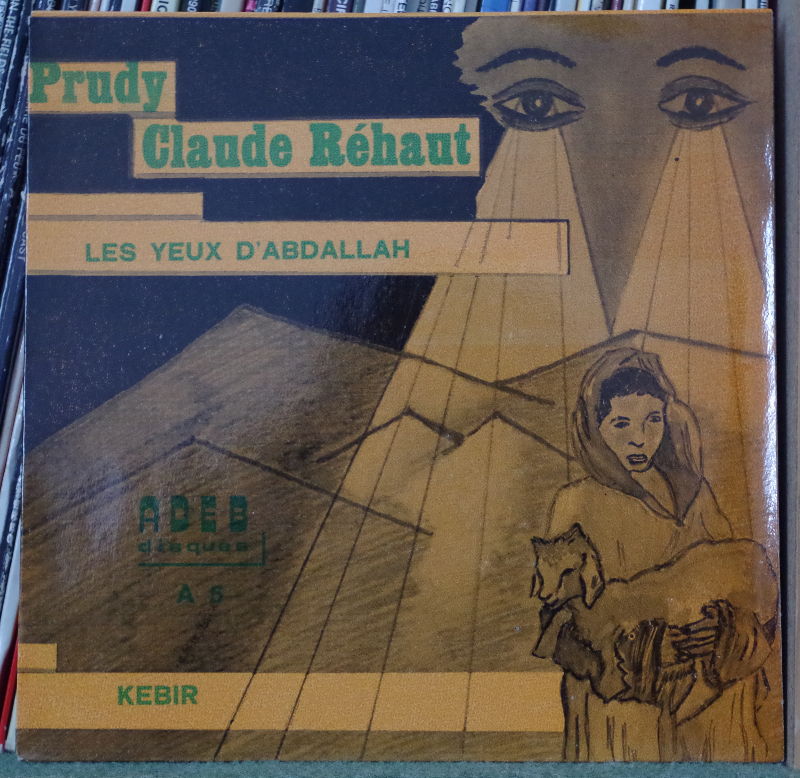 Prudy
Claude Réhaut
LES YEUX D'ABDALLAH
ADEB
disques
A 5
KEBIR